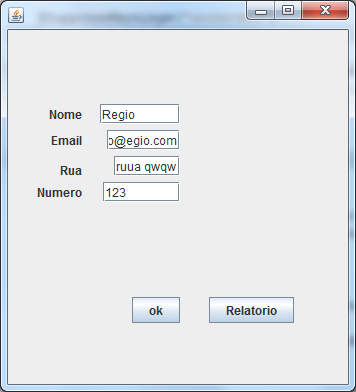 Nome Regio
Email o@egio.com
Rua ruua qwqw
Numero 123
ok Relatorio